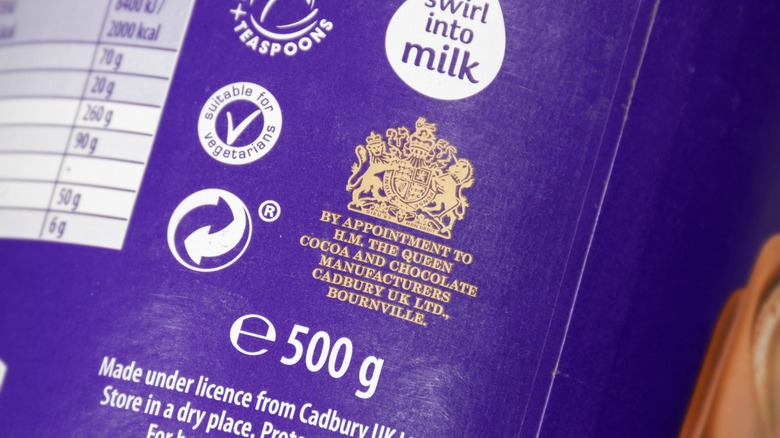 8400 kJ /
2000 kcal
70 g
20 g
260 g
90 g
-
50 g
6 g
TEASPOONS
swirl
into
milk
suitable for
vegetarians
®
BY APPOINTMENT TO
H.M. THE QUEEN
COCOA AND CHOCOLATE
MANUFACTURERS
CADBURY UK LTD.,
BOURNVILLE.
℮ 500 g
Made under licence from Cadbury UK
Store in a dry place.